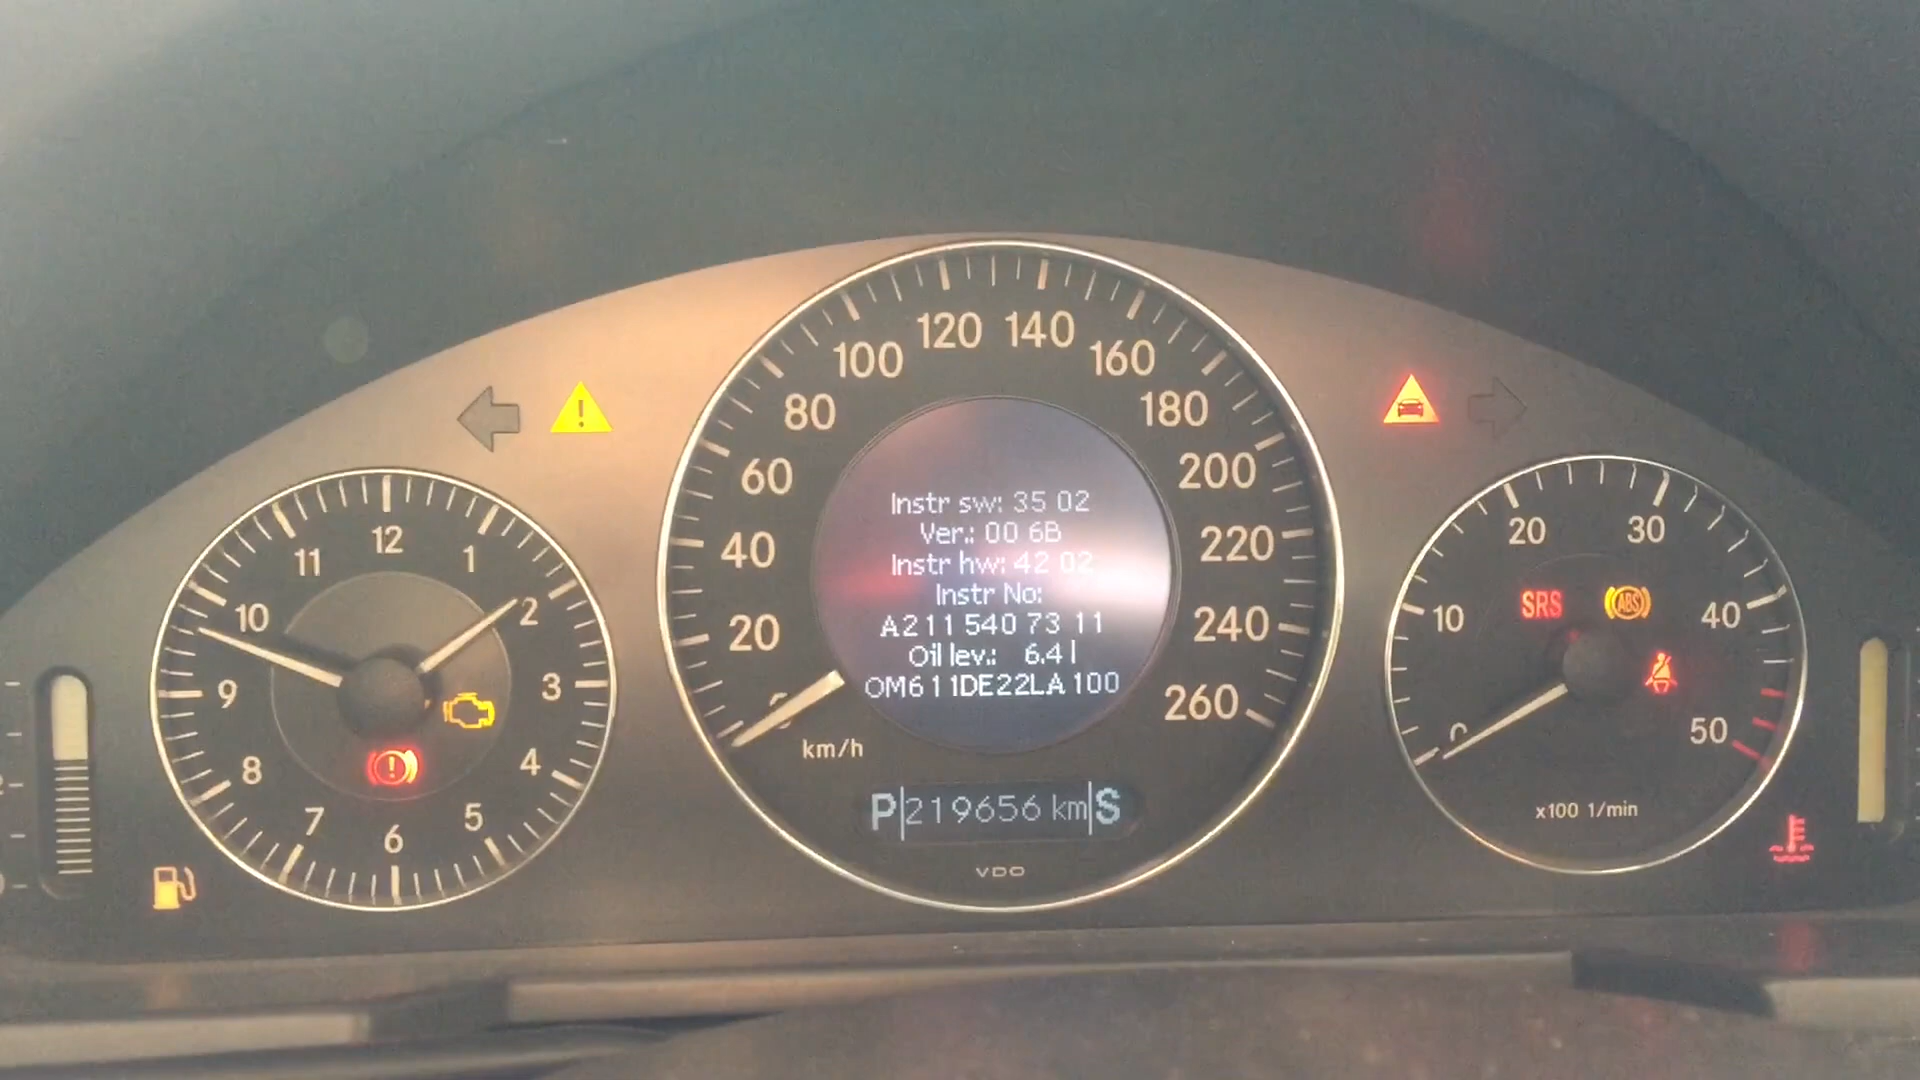 120 140
100 160
80 180
60 200
40 220
20 240
0 260
km/h
Instr sw: 35 02
Ver.: 00 6B
Instr hw: 42 02
Instr No:
A 211 540 73 11
Oil lev.: 6.4 l
OM611DE22LA100
P 219656 km S
VDO
12
11 1
10 2
9 3
8 4
7 5
6
20 30
10 40
0 50
SRS
ABS
x100 1/min